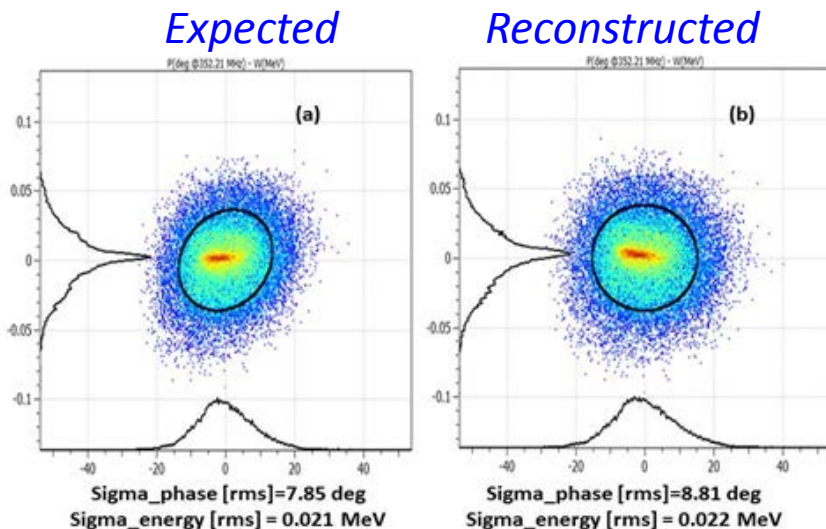 Expected
Reconstructed
P(deg @352.21 MHz) - W(MeV)
P(deg @352.21 MHz) - W(MeV)
(a)
(b)
0.1
0.05
0
-0.05
-0.1
0.1
0.05
0
-0.05
-0.1
-40 -20 0 20 40
-40 -20 0 20 40
Sigma_phase [rms]=7.85 deg
Sigma_energy [rms] = 0.021 MeV
Sigma_phase [rms]=8.81 deg
Sigma_energy [rms] = 0.022 MeV